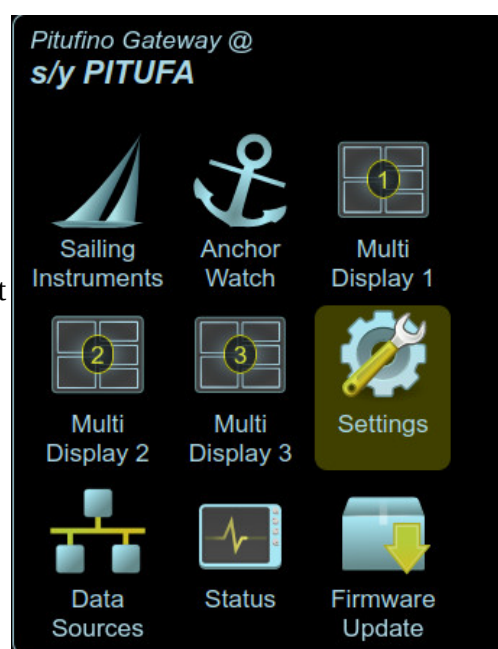 Pitufino Gateway @
s/y PITUFA
Sailing
Instruments
Anchor
Watch
1
Multi
Display 1
t
2
Multi
Display 2
3
Multi
Display 3
Settings
Data
Sources
Status
Firmware
Update